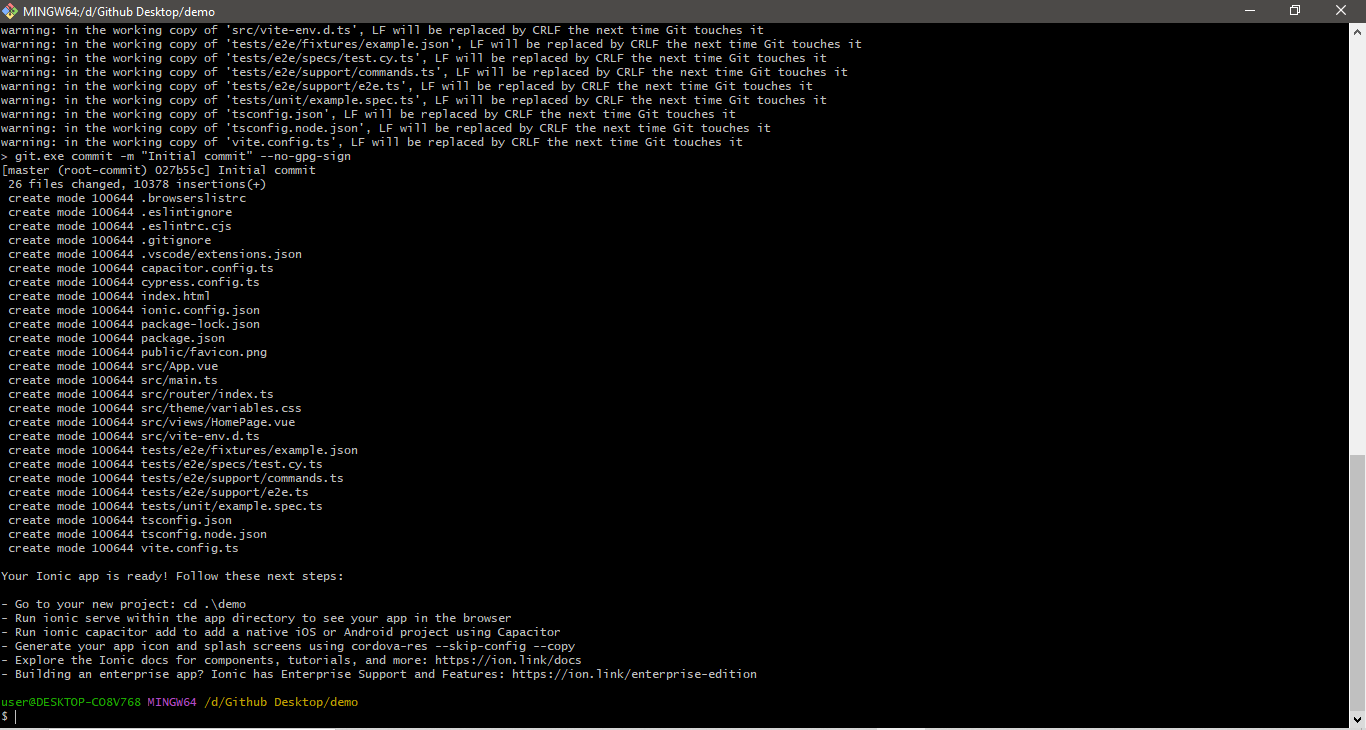 MINGW64:/d/Github Desktop/demo
warning: in the working copy of 'src/vite-env.d.ts', LF will be replaced by CRLF the next time Git touches it
warning: in the working copy of 'tests/e2e/fixtures/example.json', LF will be replaced by CRLF the next time Git touches it
warning: in the working copy of 'tests/e2e/specs/test.cy.ts', LF will be replaced by CRLF the next time Git touches it
warning: in the working copy of 'tests/e2e/support/commands.ts', LF will be replaced by CRLF the next time Git touches it
warning: in the working copy of 'tests/e2e/support/e2e.ts', LF will be replaced by CRLF the next time Git touches it
warning: in the working copy of 'tests/unit/example.spec.ts', LF will be replaced by CRLF the next time Git touches it
warning: in the working copy of 'tsconfig.json', LF will be replaced by CRLF the next time Git touches it
warning: in the working copy of 'tsconfig.node.json', LF will be replaced by CRLF the next time Git touches it
warning: in the working copy of 'vite.config.ts', LF will be replaced by CRLF the next time Git touches it
> git.exe commit -m "Initial commit" --no-gpg-sign
[master (root-commit) 027b55c] Initial commit
 26 files changed, 10378 insertions(+)
 create mode 100644 .browserslistrc
 create mode 100644 .eslintignore
 create mode 100644 .eslintrc.cjs
 create mode 100644 .gitignore
 create mode 100644 .vscode/extensions.json
 create mode 100644 capacitor.config.ts
 create mode 100644 cypress.config.ts
 create mode 100644 index.html
 create mode 100644 ionic.config.json
 create mode 100644 package-lock.json
 create mode 100644 package.json
 create mode 100644 public/favicon.png
 create mode 100644 src/App.vue
 create mode 100644 src/main.ts
 create mode 100644 src/router/index.ts
 create mode 100644 src/theme/variables.css
 create mode 100644 src/views/HomePage.vue
 create mode 100644 src/vite-env.d.ts
 create mode 100644 tests/e2e/fixtures/example.json
 create mode 100644 tests/e2e/specs/test.cy.ts
 create mode 100644 tests/e2e/support/commands.ts
 create mode 100644 tests/e2e/support/e2e.ts
 create mode 100644 tests/unit/example.spec.ts
 create mode 100644 tsconfig.json
 create mode 100644 tsconfig.node.json
 create mode 100644 vite.config.ts
Your Ionic app is ready! Follow these next steps:
- Go to your new project: cd .\demo
- Run ionic serve within the app directory to see your app in the browser
- Run ionic capacitor add to add a native iOS or Android project using Capacitor
- Generate your app icon and splash screens using cordova-res --skip-config --copy
- Explore the Ionic docs for components, tutorials, and more: https://ion.link/docs
- Building an enterprise app? Ionic has Enterprise Support and Features: https://ion.link/enterprise-edition
user@DESKTOP-CO8V768 MINGW64 /d/Github Desktop/demo
$